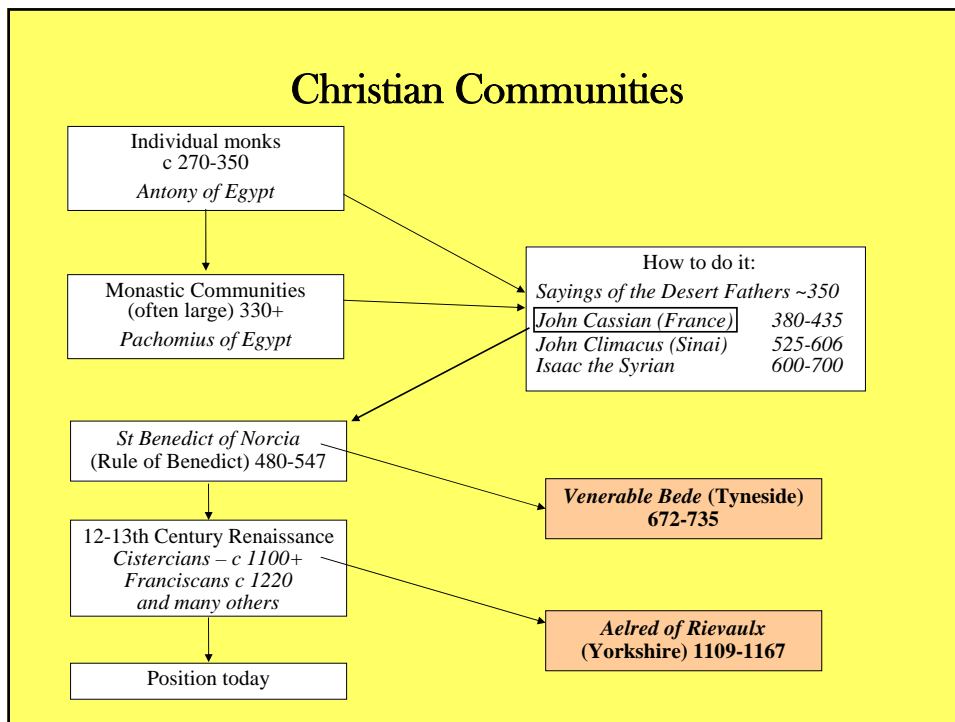 Christian Communities
Individual monks
c 270-350
Antony of Egypt
Monastic Communities
(often large) 330+
Pachomius of Egypt
How to do it:
Sayings of the Desert Fathers ~350
John Cassian (France) 380-435
John Climacus (Sinai) 525-606
Isaac the Syrian 600-700
St Benedict of Norcia
(Rule of Benedict) 480-547
Venerable Bede (Tyneside)
672-735
12-13th Century Renaissance
Cistercians – c 1100+
Franciscans c 1220
and many others
Aelred of Rievaulx
(Yorkshire) 1109-1167
Position today